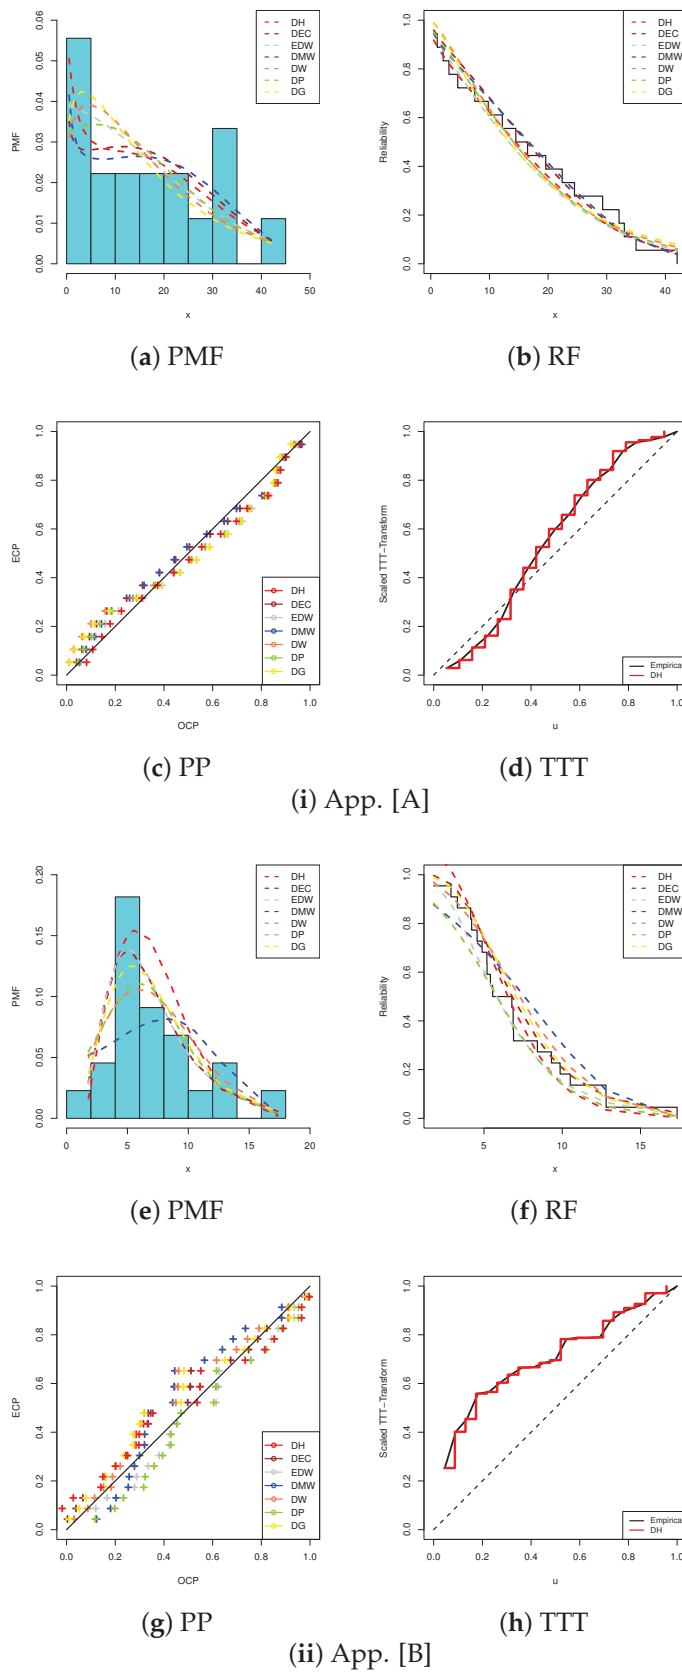 DH
DEC
EDW
DMW
DW
DP
DG
PMF
0.00 0.01 0.02 0.03 0.04 0.05 0.06
0 10 20 30 40 50
x
(a) PMF
DH
DEC
EDW
DMW
DW
DP
DG
Reliability
0.0 0.2 0.4 0.6 0.8 1.0
0 10 20 30 40
x
(b) RF
ECP
0.0 0.2 0.4 0.6 0.8 1.0
DH
DEC
EDW
DMW
DW
DP
DG
0.0 0.2 0.4 0.6 0.8 1.0
OCP
(c) PP
Scaled TTT-Transform
0.0 0.2 0.4 0.6 0.8 1.0
Empirical
DH
0.0 0.2 0.4 0.6 0.8 1.0
u
(d) TTT
(i) App. [A]
DH
DEC
EDW
DMW
DW
DP
DG
PMF
0.00 0.05 0.10 0.15 0.20
0 5 10 15 20
x
(e) PMF
DH
DEC
EDW
DMW
DW
DP
DG
Reliability
0.0 0.2 0.4 0.6 0.8 1.0
5 10 15
x
(f) RF
ECP
0.0 0.2 0.4 0.6 0.8 1.0
DH
DEC
EDW
DMW
DW
DP
DG
0.0 0.2 0.4 0.6 0.8 1.0
OCP
(g) PP
Scaled TTT-Transform
0.0 0.2 0.4 0.6 0.8 1.0
Empirical
DH
0.0 0.2 0.4 0.6 0.8 1.0
u
(h) TTT
(ii) App. [B]